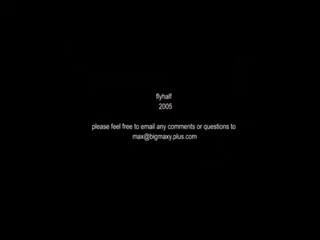 flyhalf
2005
please feel free to email any comments or questions to
max@bigmaxy.plus.com